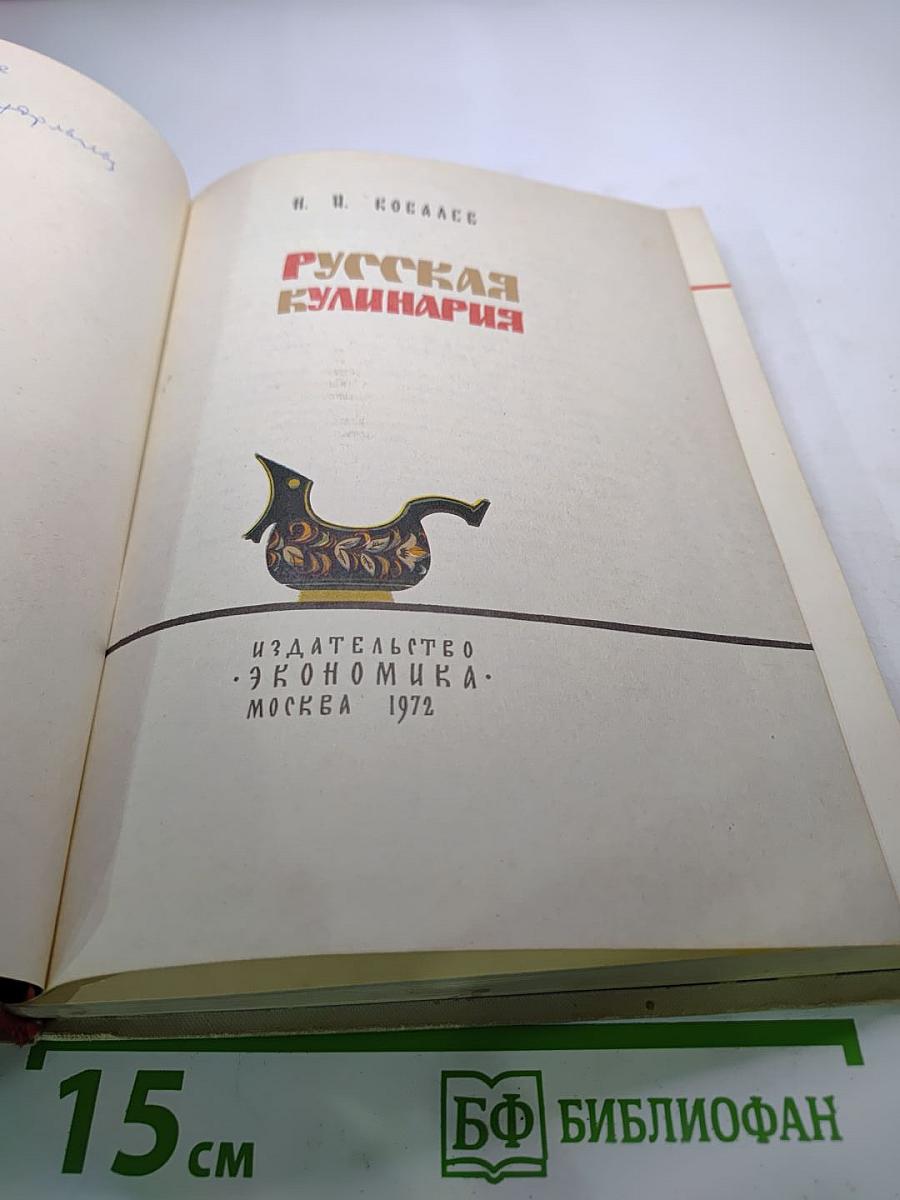 Н. И. КОВАЛЕВ
РУССКАЯ
КУЛИНАРИЯ
ИЗДАТЕЛЬСТВО
·ЭКОНОМИКА·
МОСКВА 1972
15 см
БФ БИБЛИОФАН